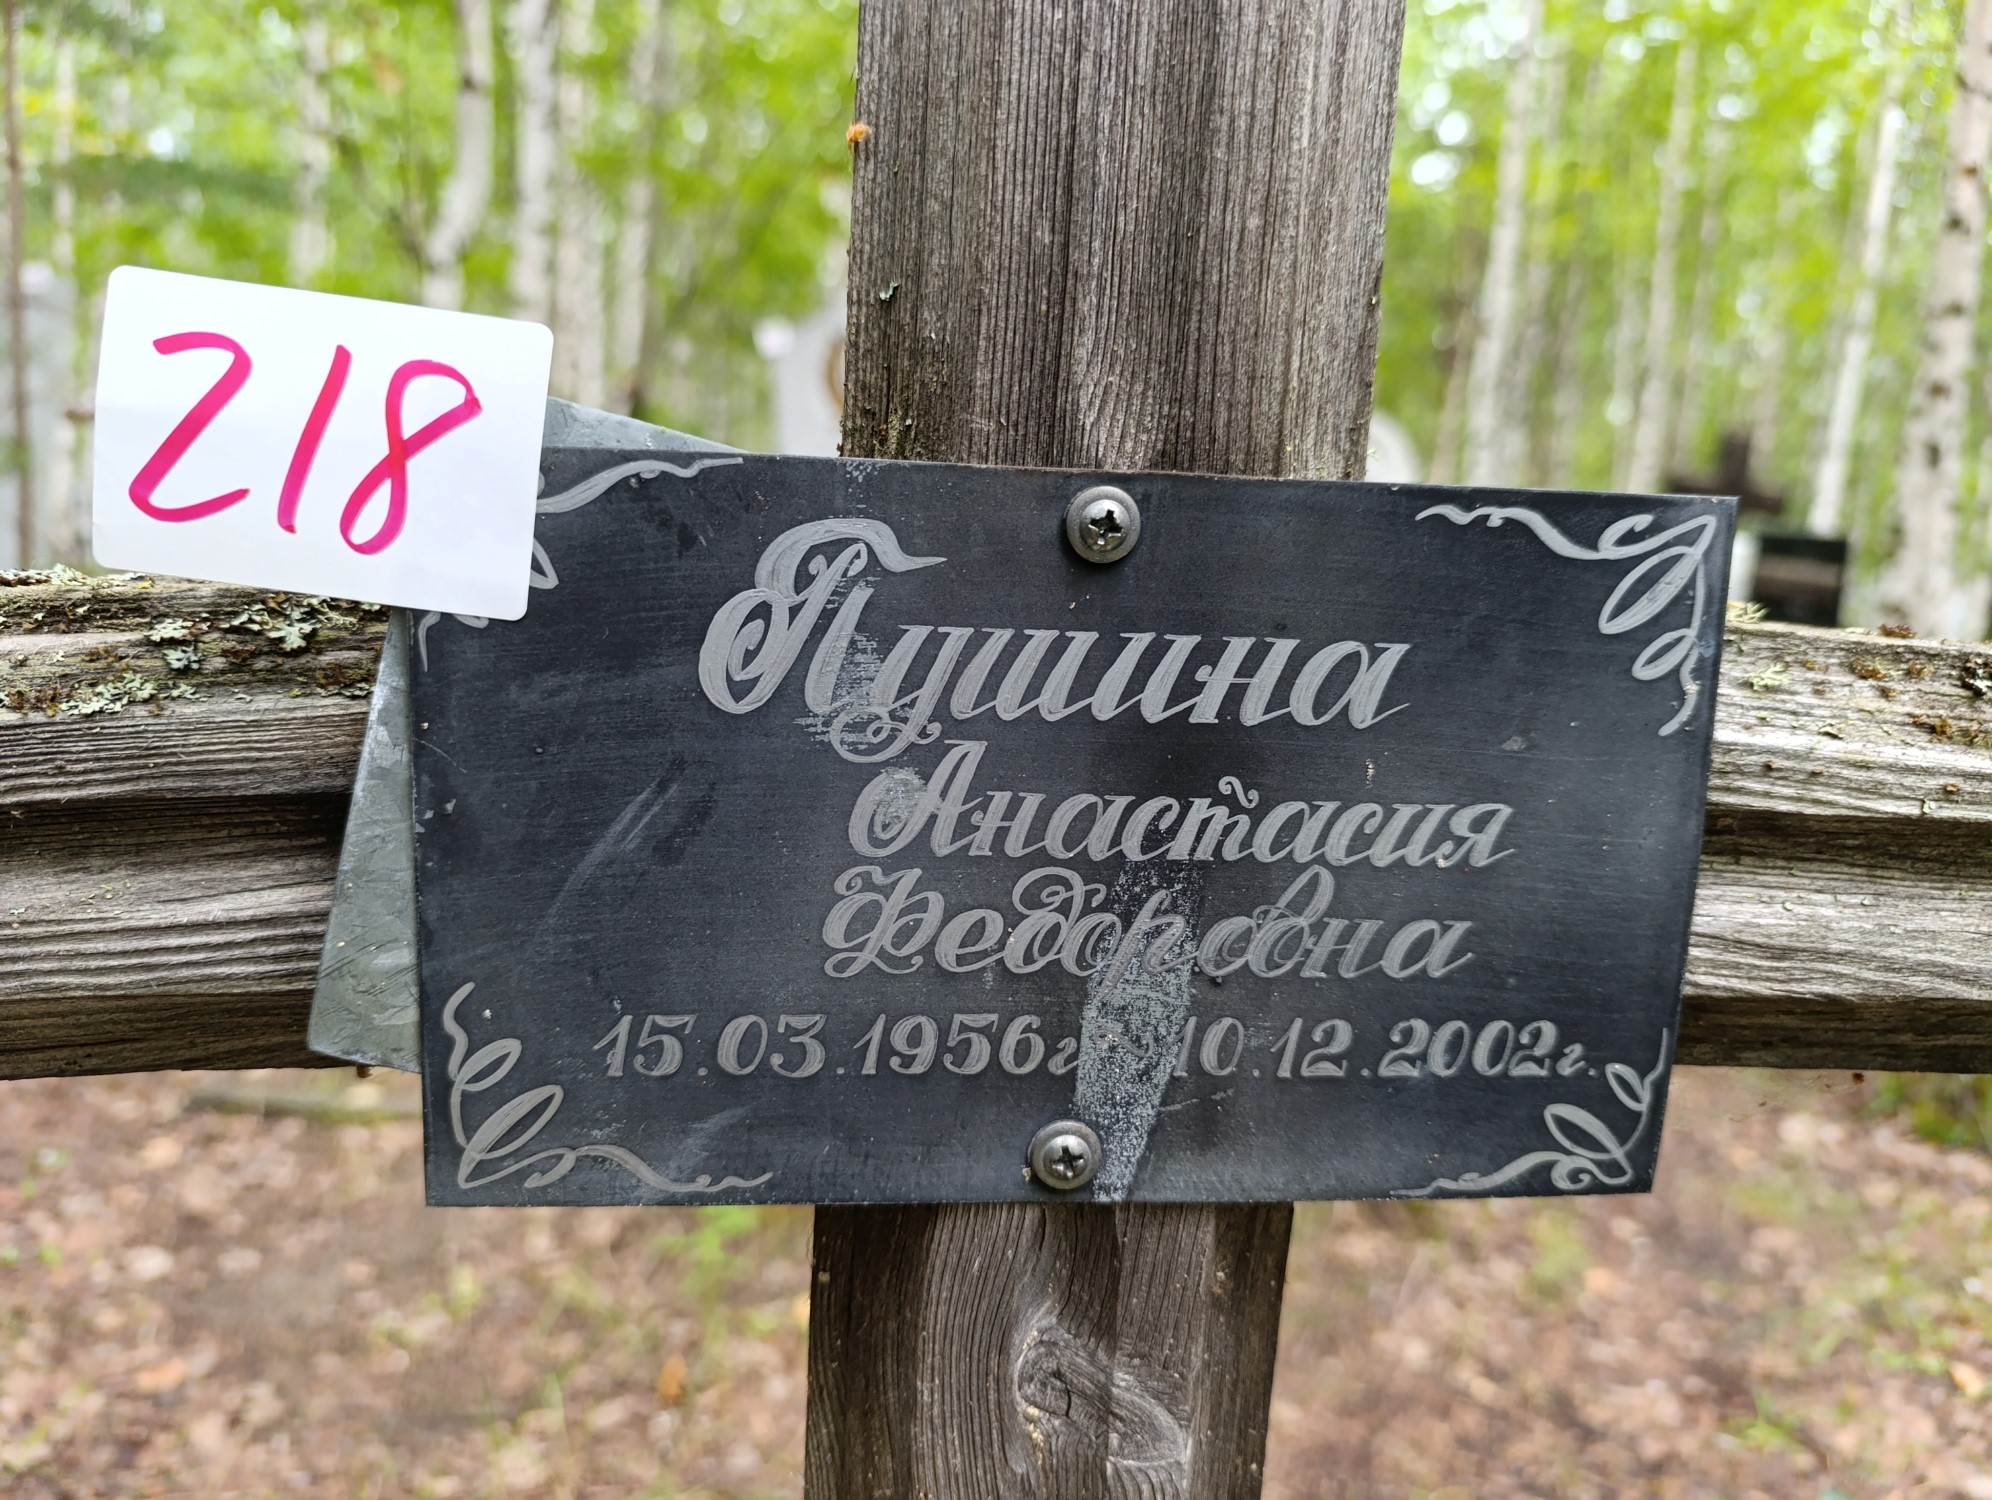 218
Пушина
Анастасия
Федоровна
15.03.1956г ~ 10.12.2002г.